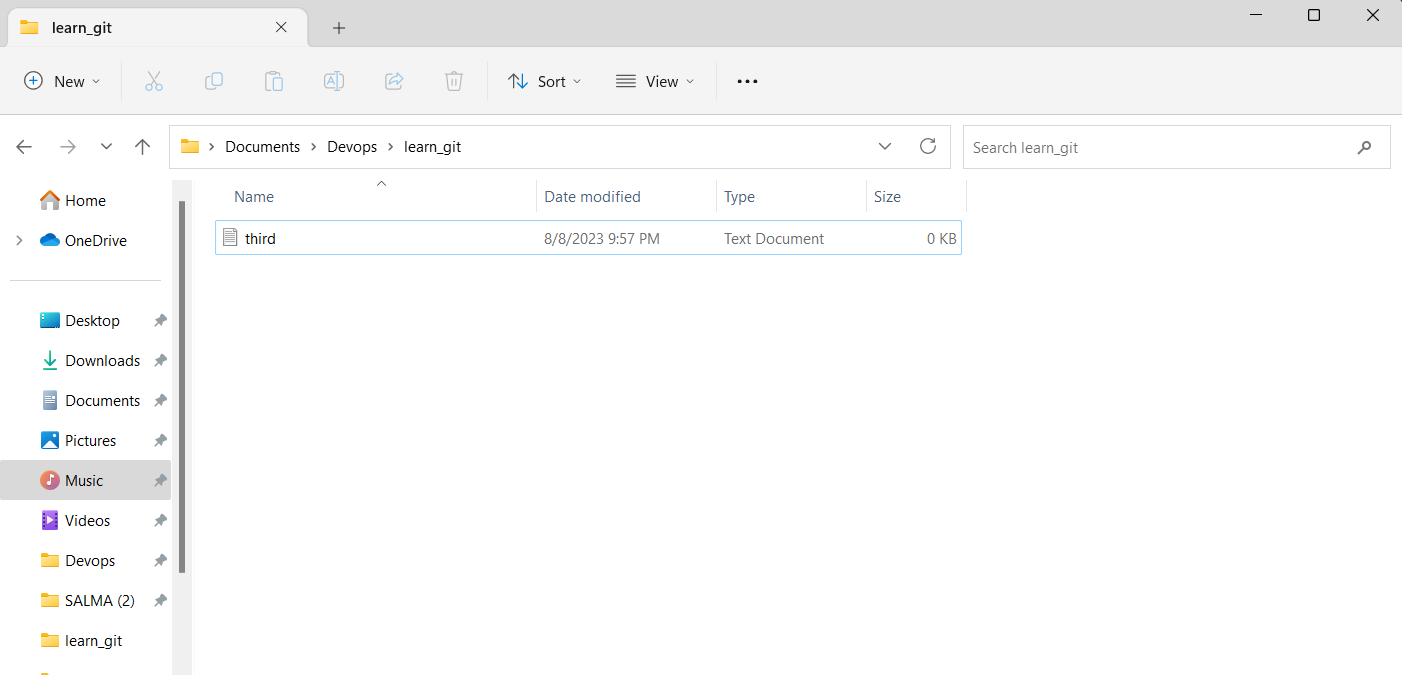 learn_git
New
Sort
View
Documents > Devops > learn_git
Search learn_git
Name Date modified Type Size
third 8/8/2023 9:57 PM Text Document 0 KB
Home
OneDrive
Desktop
Downloads
Documents
Pictures
Music
Videos
Devops
SALMA (2)
learn_git